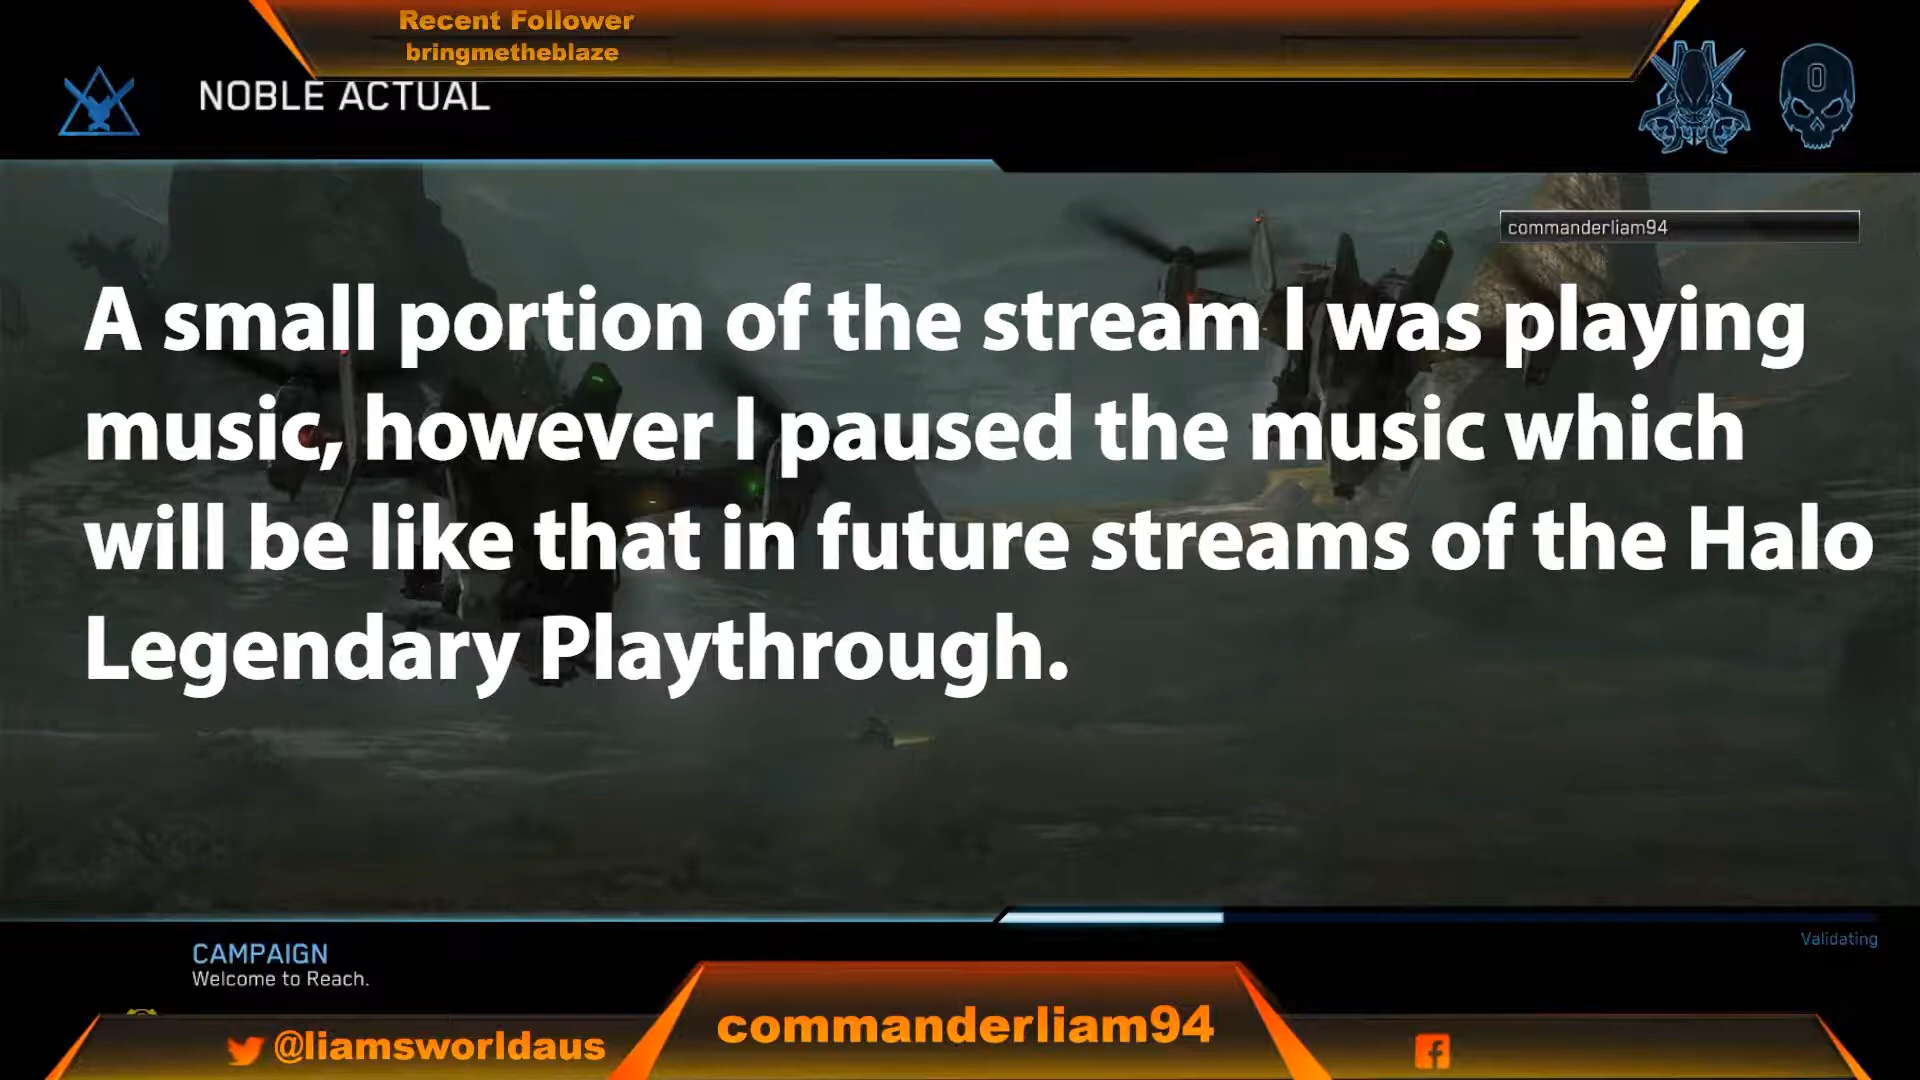 Recent Follower
bringmetheblaze
NOBLE ACTUAL
0
commanderliam94
A small portion of the stream I was playing
music, however I paused the music which
will be like that in future streams of the Halo
Legendary Playthrough.
Validating
CAMPAIGN
Welcome to Reach.
commanderliam94
@liamsworldaus